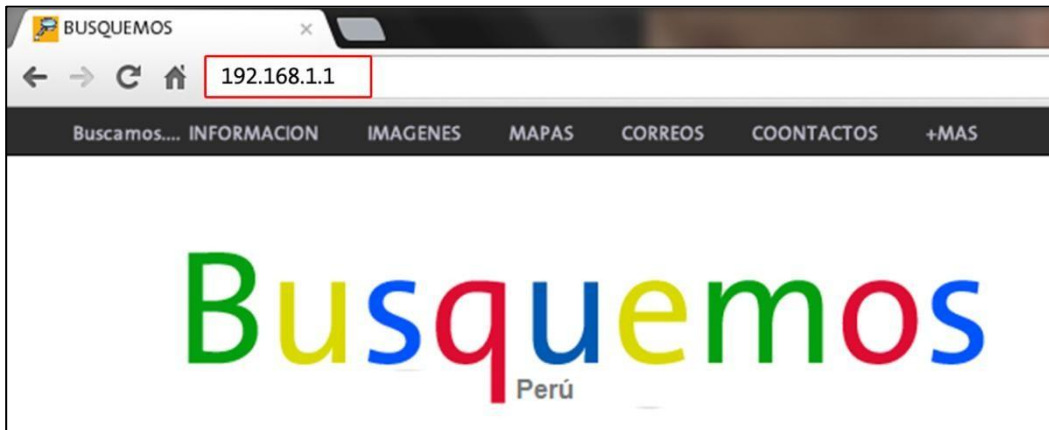 BUSQUEMOS
192.168.1.1
Buscamos.... INFORMACION IMAGENES MAPAS CORREOS COONTACTOS +MAS
Busquemos
Perú